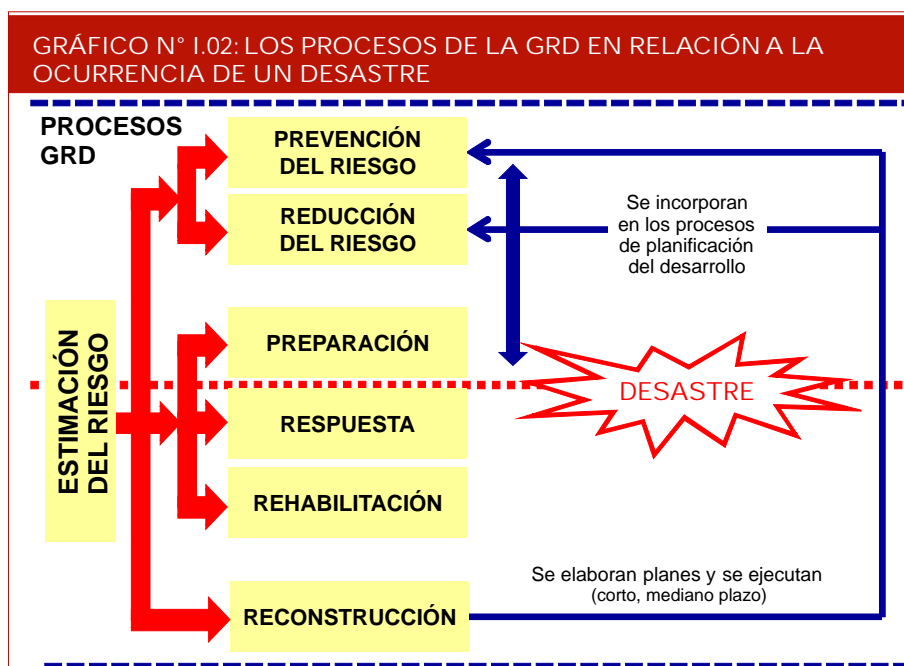 GRÁFICO N° I.02: LOS PROCESOS DE LA GRD EN RELACIÓN A LA
OCURRENCIA DE UN DESASTRE
PROCESOS
GRD
PREVENCIÓN
DEL RIESGO
REDUCCIÓN
DEL RIESGO
Se incorporan
en los procesos
de planificación
del desarrollo
ESTIMACIÓN
DEL RIESGO
PREPARACIÓN
DESASTRE
RESPUESTA
REHABILITACIÓN
Se elaboran planes y se ejecutan
(corto, mediano plazo)
RECONSTRUCCIÓN